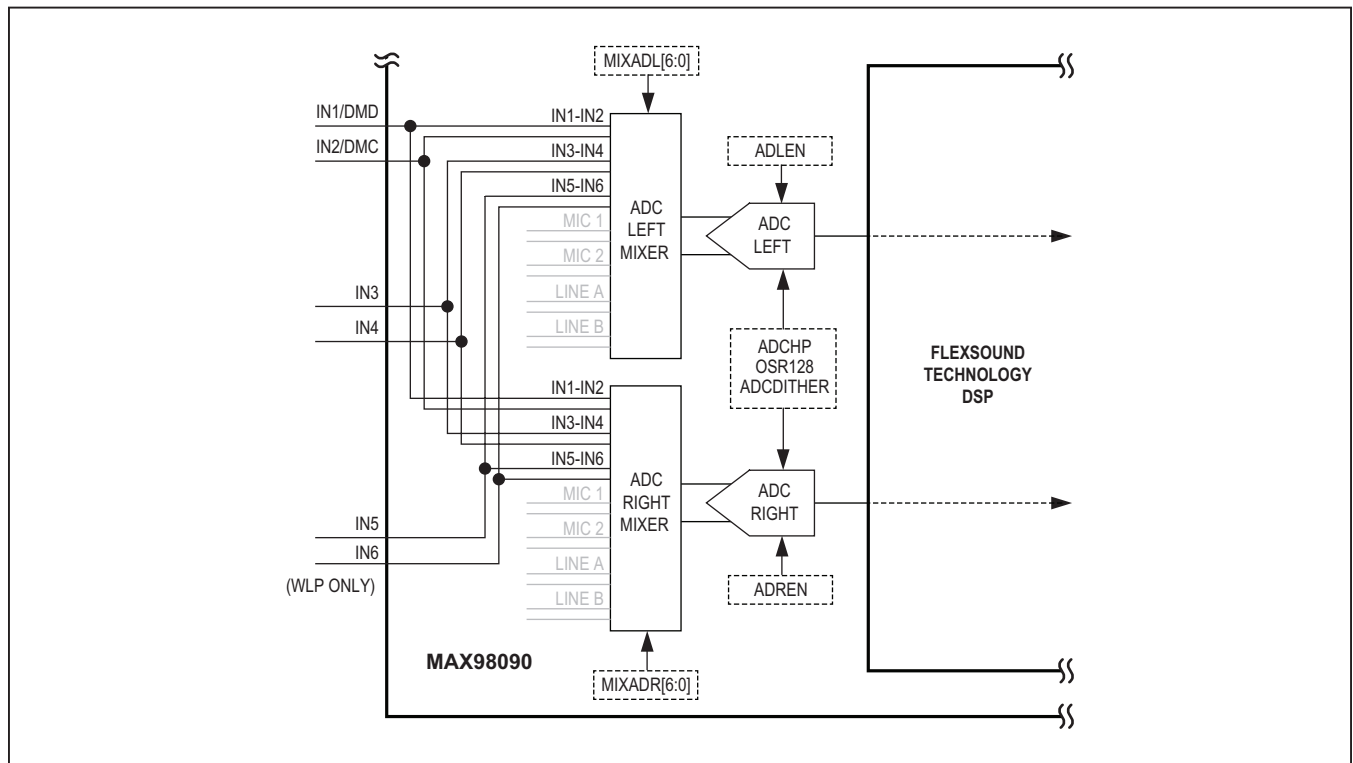 MIXADL[6:0]
IN1/DMD
IN2/DMC
IN1-IN2
IN3-IN4
IN5-IN6
MIC 1
MIC 2
LINE A
LINE B
ADC
LEFT
MIXER
ADLEN
ADC
LEFT
IN3
IN4
ADCHP
OSR128
ADCDITHER
FLEXSOUND
TECHNOLOGY
DSP
IN1-IN2
IN3-IN4
IN5-IN6
MIC 1
MIC 2
LINE A
LINE B
ADC
RIGHT
MIXER
ADC
RIGHT
ADREN
IN5
IN6
(WLP ONLY)
MAX98090
MIXADR[6:0]